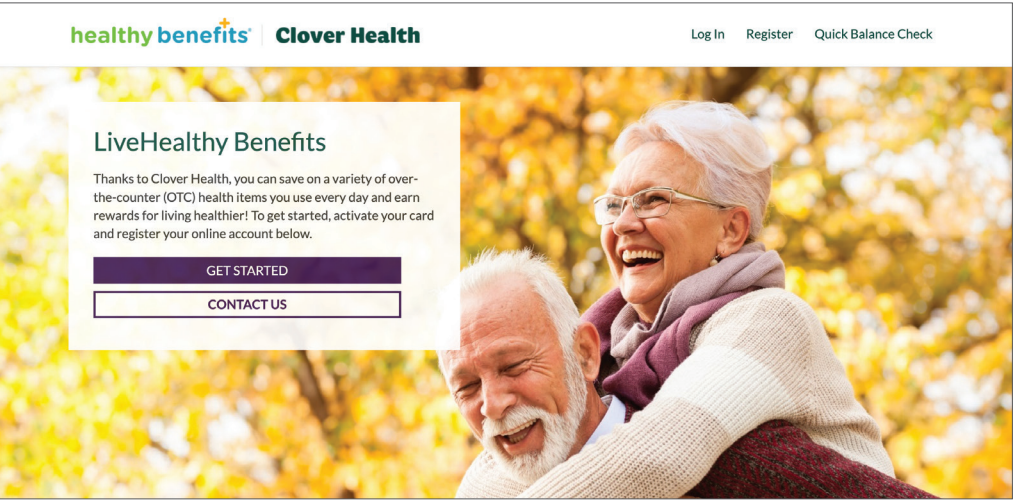 healthy benefits Clover Health
Log In Register Quick Balance Check
LiveHealthy Benefits
Thanks to Clover Health, you can save on a variety of over-
the-counter (OTC) health items you use every day and earn
rewards for living healthier! To get started, activate your card
and register your online account below.
GET STARTED
CONTACT US